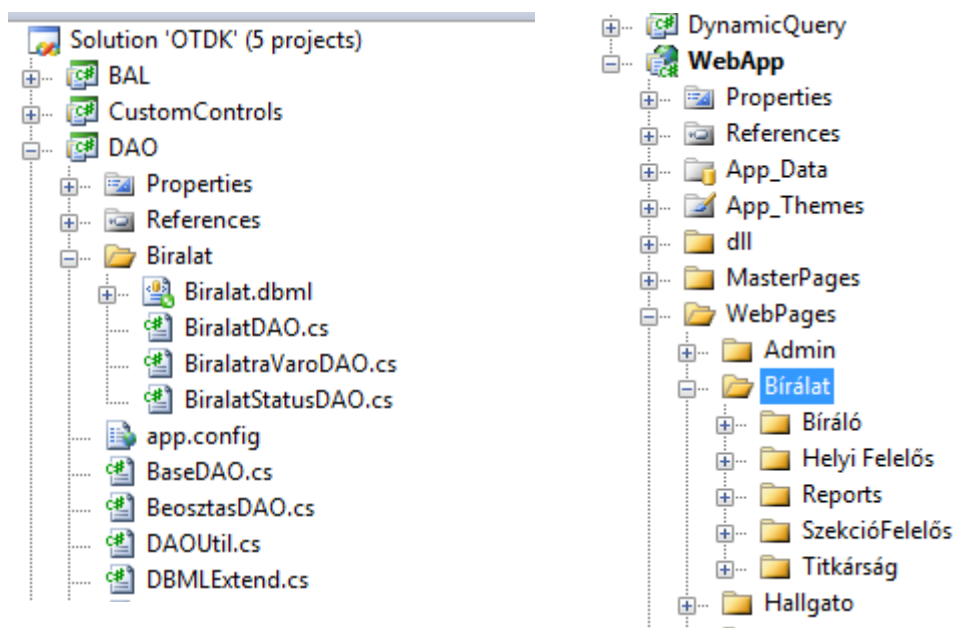 Solution 'OTDK' (5 projects)
BAL
CustomControls
DAO
Properties
References
Biralat
Biralat.dbml
BiralatDAO.cs
BiralatraVaroDAO.cs
BiralatStatusDAO.cs
app.config
BaseDAO.cs
BeosztasDAO.cs
DAOUtil.cs
DBMLExtend.cs
DynamicQuery
WebApp
Properties
References
App_Data
App_Themes
dll
MasterPages
WebPages
Admin
Bírálat
Bíráló
Helyi Felelős
Reports
SzekcióFelelős
Titkárság
Hallgato